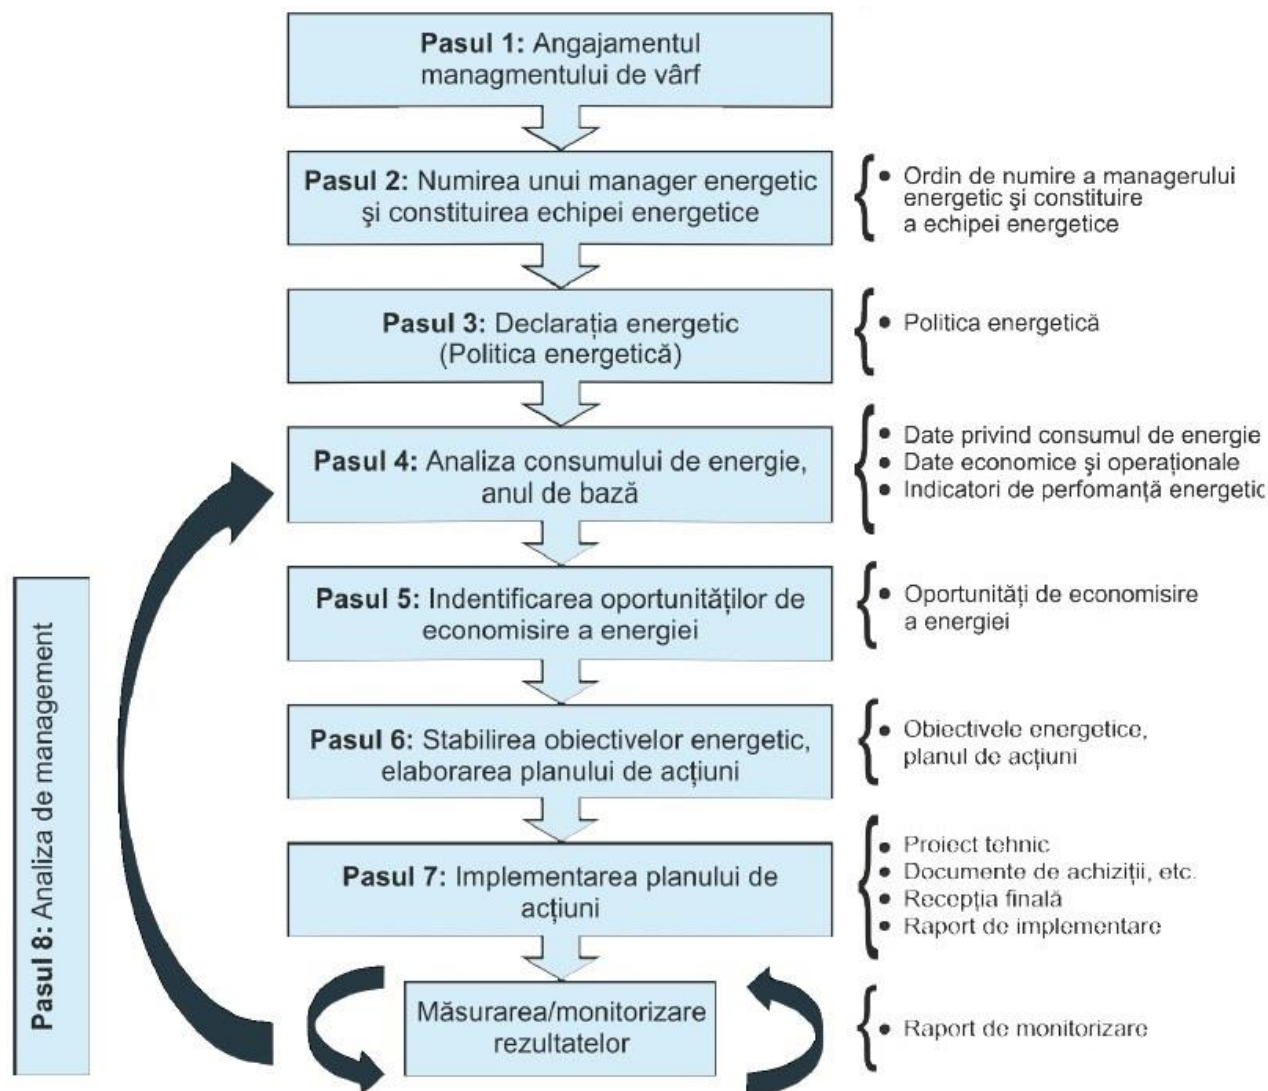 Pasul 1: Angajamentul
managmentului de vârf
Pasul 2: Numirea unui manager energetic
şi constituirea echipei energetice
• Ordin de numire a managerului
energetic şi constituire
a echipei energetice
Pasul 3: Declarația energetic
(Politica energetică)
• Politica energetică
Pasul 4: Analiza consumului de energie,
anul de bază
• Date privind consumul de energie
• Date economice şi operaționale
• Indicatori de perfomanță energetic
Pasul 5: Indentificarea oportunităților de
economisire a energiei
• Oportunități de economisire
a energiei
Pasul 6: Stabilirea obiectivelor energetic,
elaborarea planului de acțiuni
• Obiectivele energetice,
planul de acțiuni
Pasul 7: Implementarea planului de
acțiuni
• Proiect tehnic
• Documente de achiziții, etc.
• Recepția finală
• Raport de implementare
Măsurarea/monitorizare
rezultatelor
• Raport de monitorizare
Pasul 8: Analiza de management